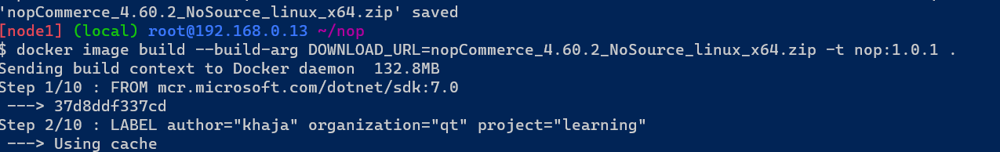 'nopCommerce_4.60.2_NoSource_linux_x64.zip' saved
[node1] (local) root@192.168.0.13 ~/nop
$ docker image build --build-arg DOWNLOAD_URL=nopCommerce_4.60.2_NoSource_linux_x64.zip -t nop:1.0.1 .
Sending build context to Docker daemon  132.8MB
Step 1/10 : FROM mcr.microsoft.com/dotnet/sdk:7.0
 ---> 37d8ddf337cd
Step 2/10 : LABEL author="khaja" organization="qt" project="learning"
 ---> Using cache